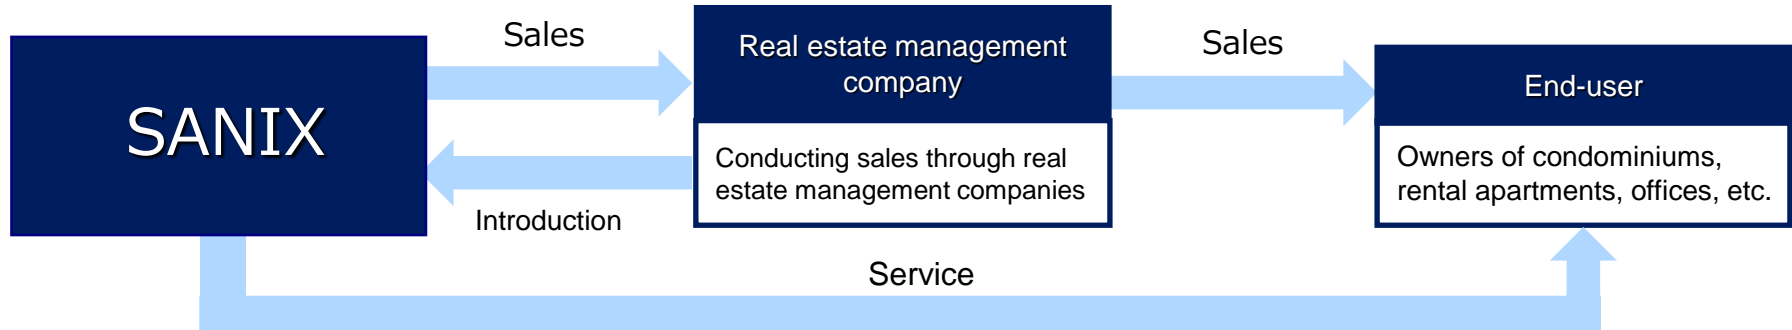 SANIX
Sales
Introduction
Real estate management
company
Conducting sales through real
estate management companies
Sales
End-user
Owners of condominiums,
rental apartments, offices, etc.
Service